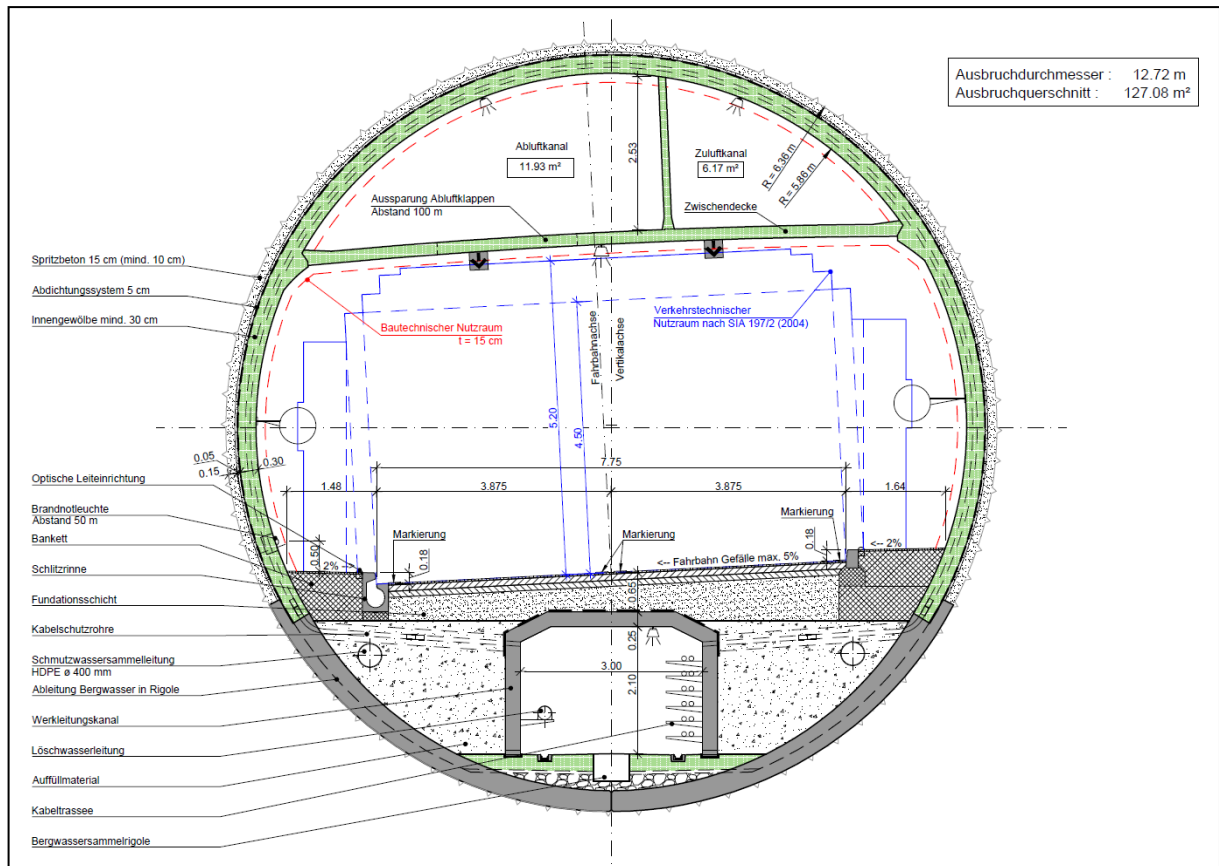 Ausbruchdurchmesser : 12.72 m
Ausbruchquerschnitt : 127.08 m²
Abluftkanal
11.93 m²
2.53
Zuluftkanal
6.17 m²
R = 6.36 m
R = 5.86 m
Aussparung Abluftklappen
Abstand 100 m
Zwischendecke
Spritzbeton 15 cm (mind. 10 cm)
Abdichtungssystem 5 cm
Innengewölbe mind. 30 cm
Bautechnischer Nutzraum
t = 15 cm
Verkehrstechnischer
Nutzraum nach SIA 197/2 (2004)
Fahrbahnachse
Vertikalachse
5.20
4.50
0.05
0.15
0.30
7.75
1.48
3.875
3.875
1.64
Optische Leiteinrichtung
Brandnotleuchte
Abstand 50 m
Bankett
Schlitzrinne
Fundationsschicht
Kabelschutzrohre
Schmutzwassersammelleitung
HDPE ø 400 mm
Ableitung Bergwasser in Rigole
Werkleitungskanal
Löschwasserleitung
Auffüllmaterial
Kabeltrassee
Bergwassersammelrigole
0.50
2% -->
Markierung
0.18
Markierung
Markierung
0.18
<-- 2%
<-- Fahrbahn Gefälle max. 5%
0.65
0.25
3.00
2.10